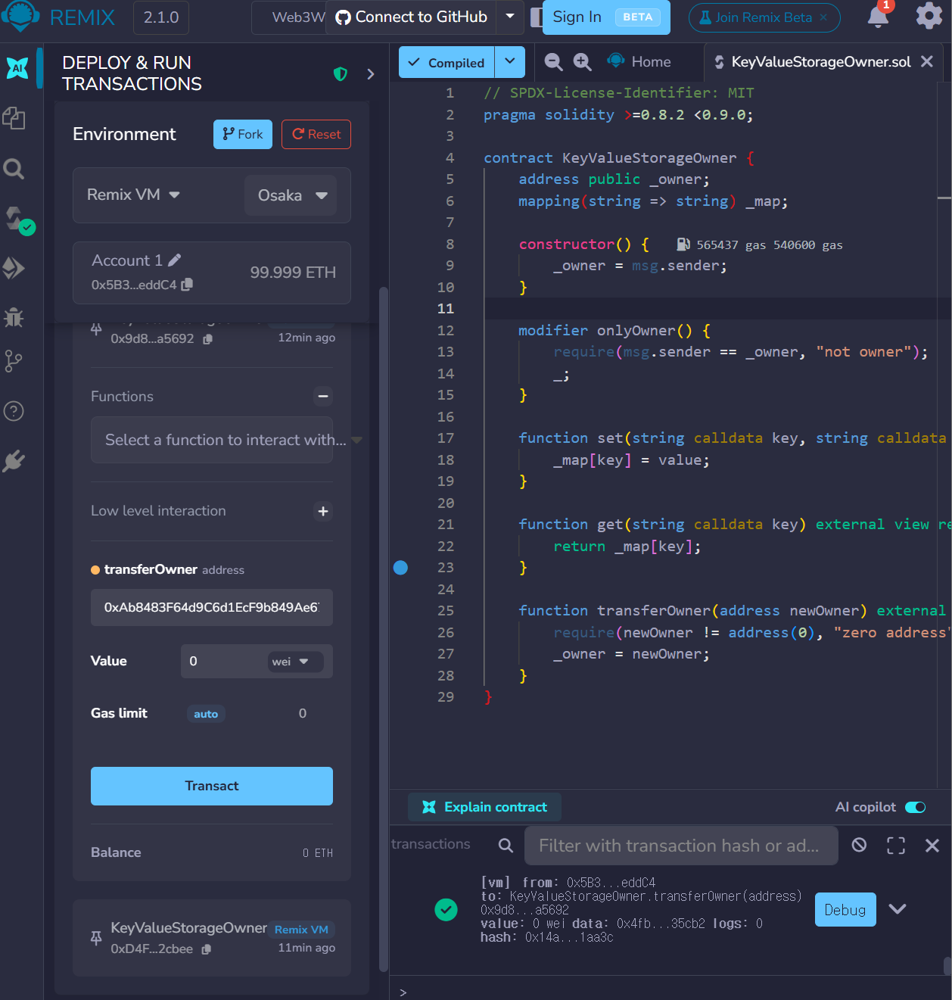 REMIX 2.1.0 Web3W Connect to GitHub Sign In BETA Join Remix Beta × 1
DEPLOY & RUN
TRANSACTIONS
Environment Fork Reset
Remix VM Osaka
Account 1
0x5B3...eddC4 99.999 ETH
0x9d8...a5692 12min ago
Functions
Select a function to interact with...
Low level interaction
transferOwner address
0xAb8483F64d9C6d1EcF9b849Ae6
Value 0 wei
Gas limit auto 0
Transact
Balance 0 ETH
KeyValueStorageOwner Remix VM
0xD4F...2cbee 11min ago
AI
Compiled Home KeyValueStorageOwner.sol
1 // SPDX-License-Identifier: MIT
2 pragma solidity >=0.8.2 <0.9.0;
3
4 contract KeyValueStorageOwner {
5 address public _owner;
6 mapping(string => string) _map;
7
8 constructor() { 565437 gas 540600 gas
9 _owner = msg.sender;
10 }
11
12 modifier onlyOwner() {
13 require(msg.sender == _owner, "not owner");
14 _;
15 }
16
17 function set(string calldata key, string calldata
18 _map[key] = value;
19 }
20
21 function get(string calldata key) external view re
22 return _map[key];
23 }
24
25 function transferOwner(address newOwner) external
26 require(newOwner != address(0), "zero address"
27 _owner = newOwner;
28 }
29 }
Explain contract AI copilot
transactions Filter with transaction hash or ad...
[vm] from: 0x5B3...eddC4
to: KeyValueStorageOwner.transferOwner(address)
0x9d8...a5692
value: 0 wei data: 0x4fb...35cb2 logs: 0
hash: 0x14a...1aa3c
Debug
>